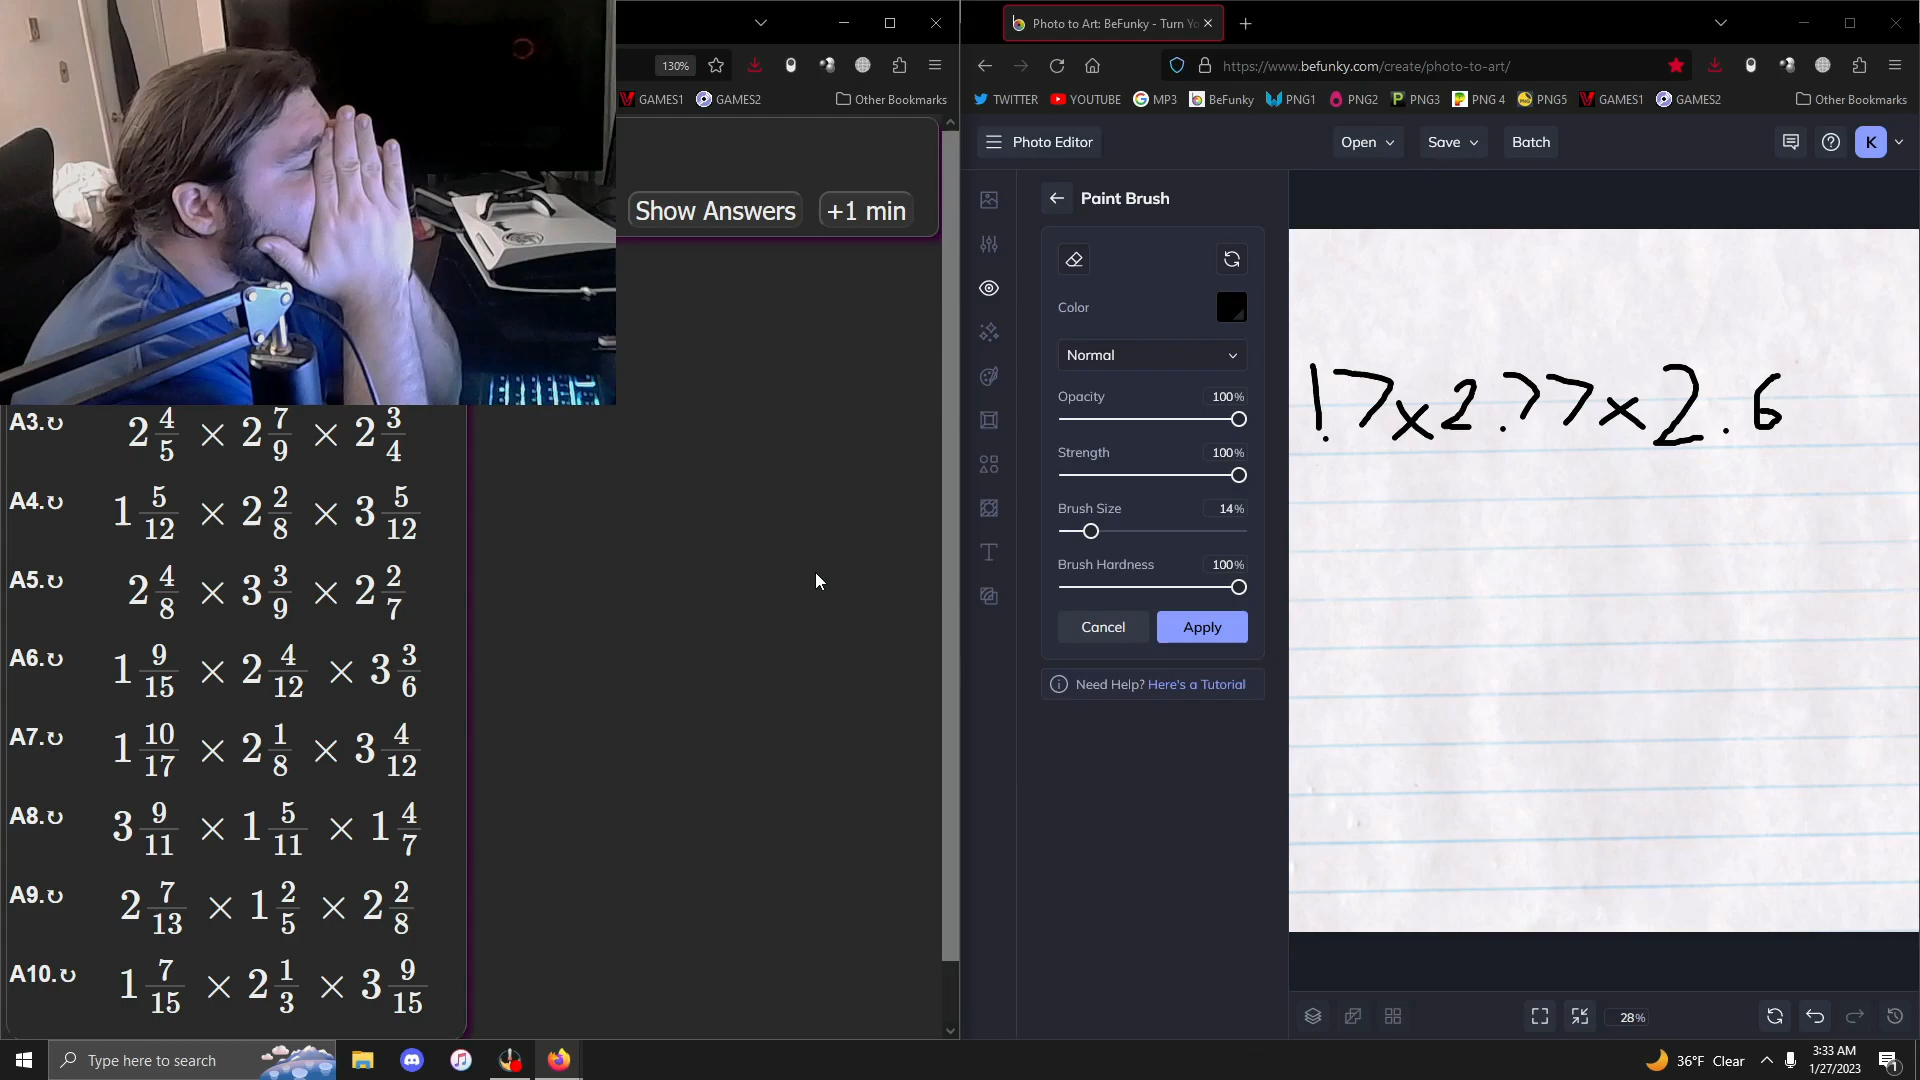 Photo to Art: BeFunky - Turn Yo
130%
https://www.befunky.com/create/photo-to-art/
GAMES1 GAMES2 Other Bookmarks
TWITTER YOUTUBE MP3 BeFunky PNG1 PNG2 PNG3 PNG 4 PNG5 GAMES1 GAMES2 Other Bookmarks
Photo Editor Open Save Batch K
Show Answers +1 min
Paint Brush
Color
Normal
Opacity 100%
Strength 100%
Brush Size 14%
Brush Hardness 100%
Cancel Apply
Need Help? Here's a Tutorial
!7x2.77x2.6
A3.↻ 2 4/5 × 2 7/9 × 2 3/4
A4.↻ 1 5/12 × 2 2/8 × 3 5/12
A5.↻ 2 4/8 × 3 3/9 × 2 2/7
A6.↻ 1 9/15 × 2 4/12 × 3 3/6
A7.↻ 1 10/17 × 2 1/8 × 3 4/12
A8.↻ 3 9/11 × 1 5/11 × 1 4/7
A9.↻ 2 7/13 × 1 2/5 × 2 2/8
A10.↻ 1 7/15 × 2 1/3 × 3 9/15
28%
Type here to search
36°F Clear
3:33 AM
1/27/2023
1